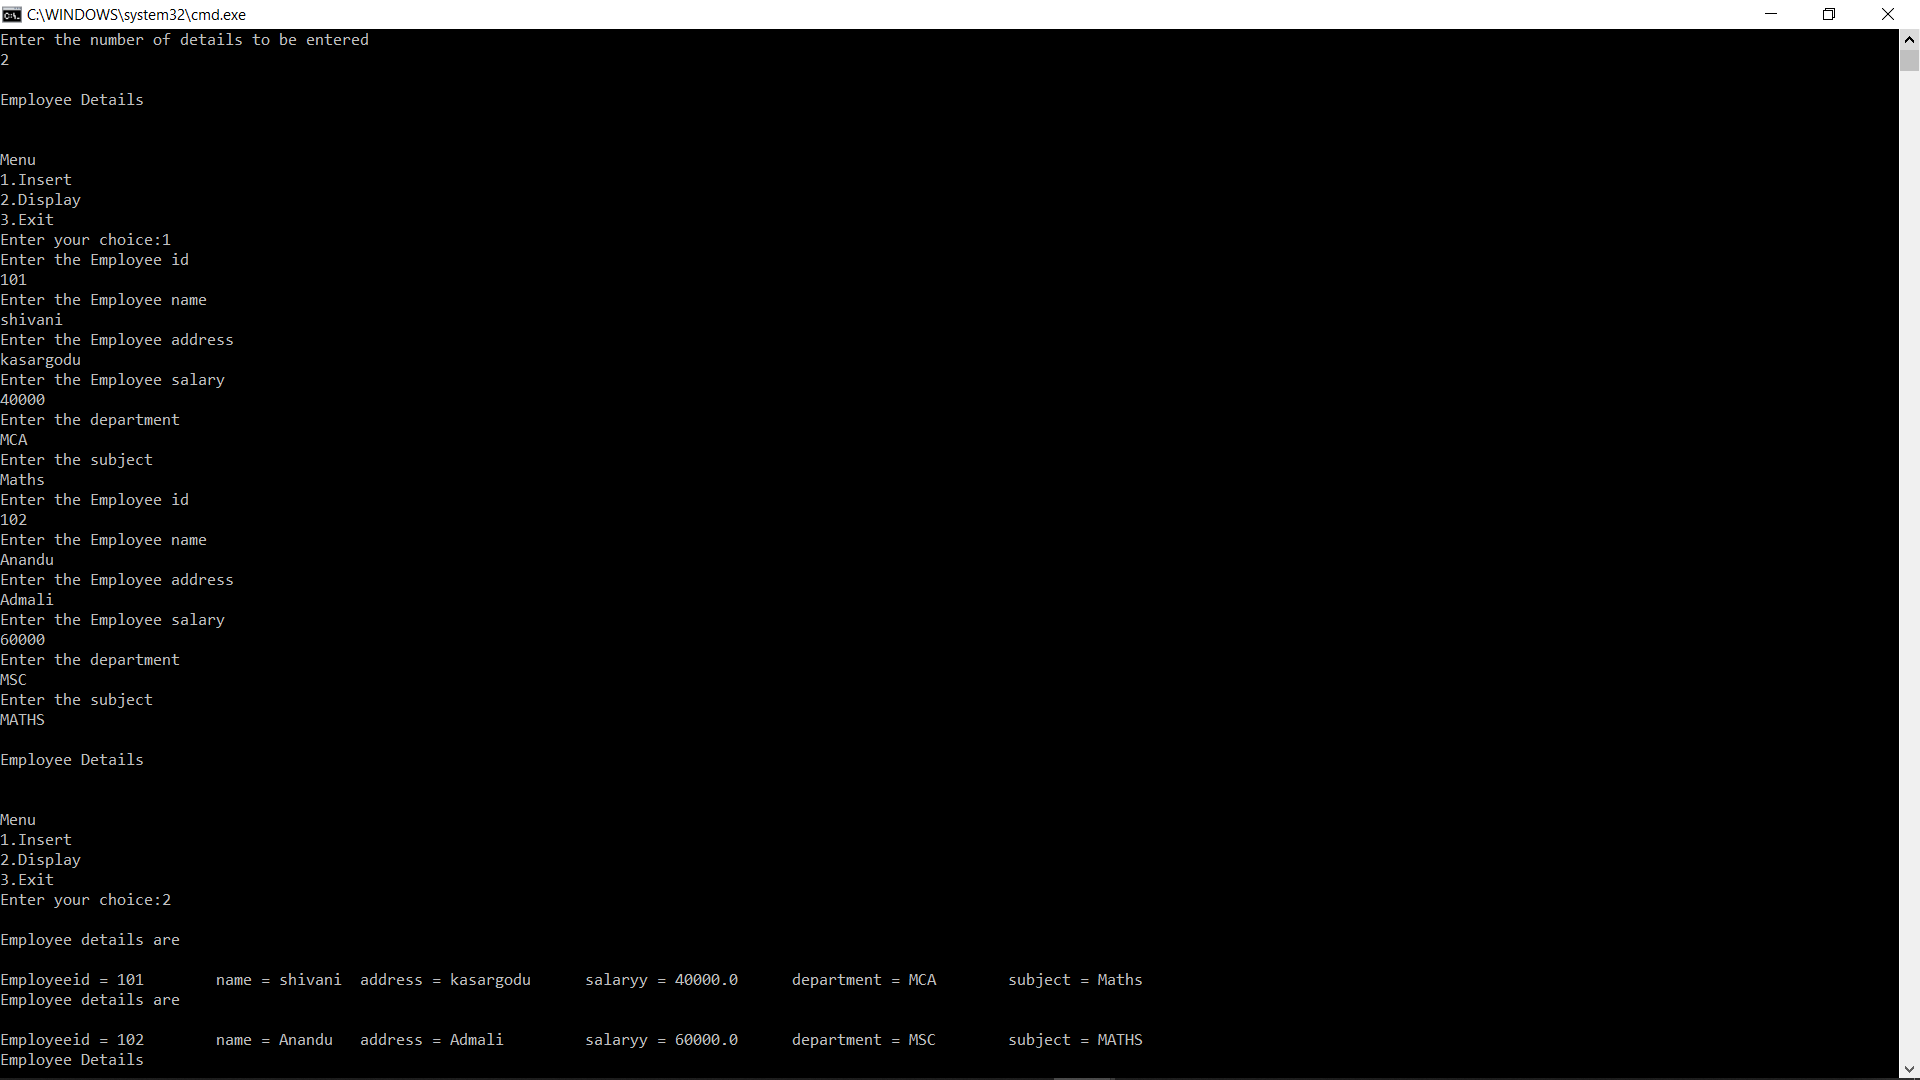 C:\WINDOWS\system32\cmd.exe
Enter the number of details to be entered
2
Employee Details
Menu
1.Insert
2.Display
3.Exit
Enter your choice:1
Enter the Employee id
101
Enter the Employee name
shivani
Enter the Employee address
kasargodu
Enter the Employee salary
40000
Enter the department
MCA
Enter the subject
Maths
Enter the Employee id
102
Enter the Employee name
Anandu
Enter the Employee address
Admali
Enter the Employee salary
60000
Enter the department
MSC
Enter the subject
MATHS
Employee Details
Menu
1.Insert
2.Display
3.Exit
Enter your choice:2
Employee details are
Employeeid = 101 name = shivani address = kasargodu salaryy = 40000.0 department = MCA subject = Maths
Employee details are
Employeeid = 102 name = Anandu address = Admali salaryy = 60000.0 department = MSC subject = MATHS
Employee Details